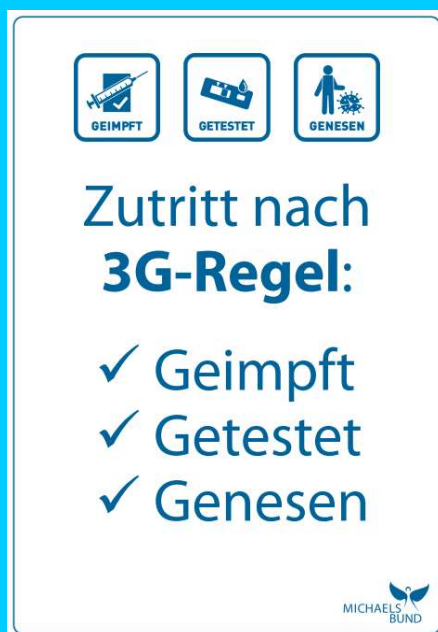 GEIMPFT
GETESTET
GENESEN
Zutritt nach
3G-Regel:
✓ Geimpft
✓ Getestet
✓ Genesen
MICHAELS
BUND